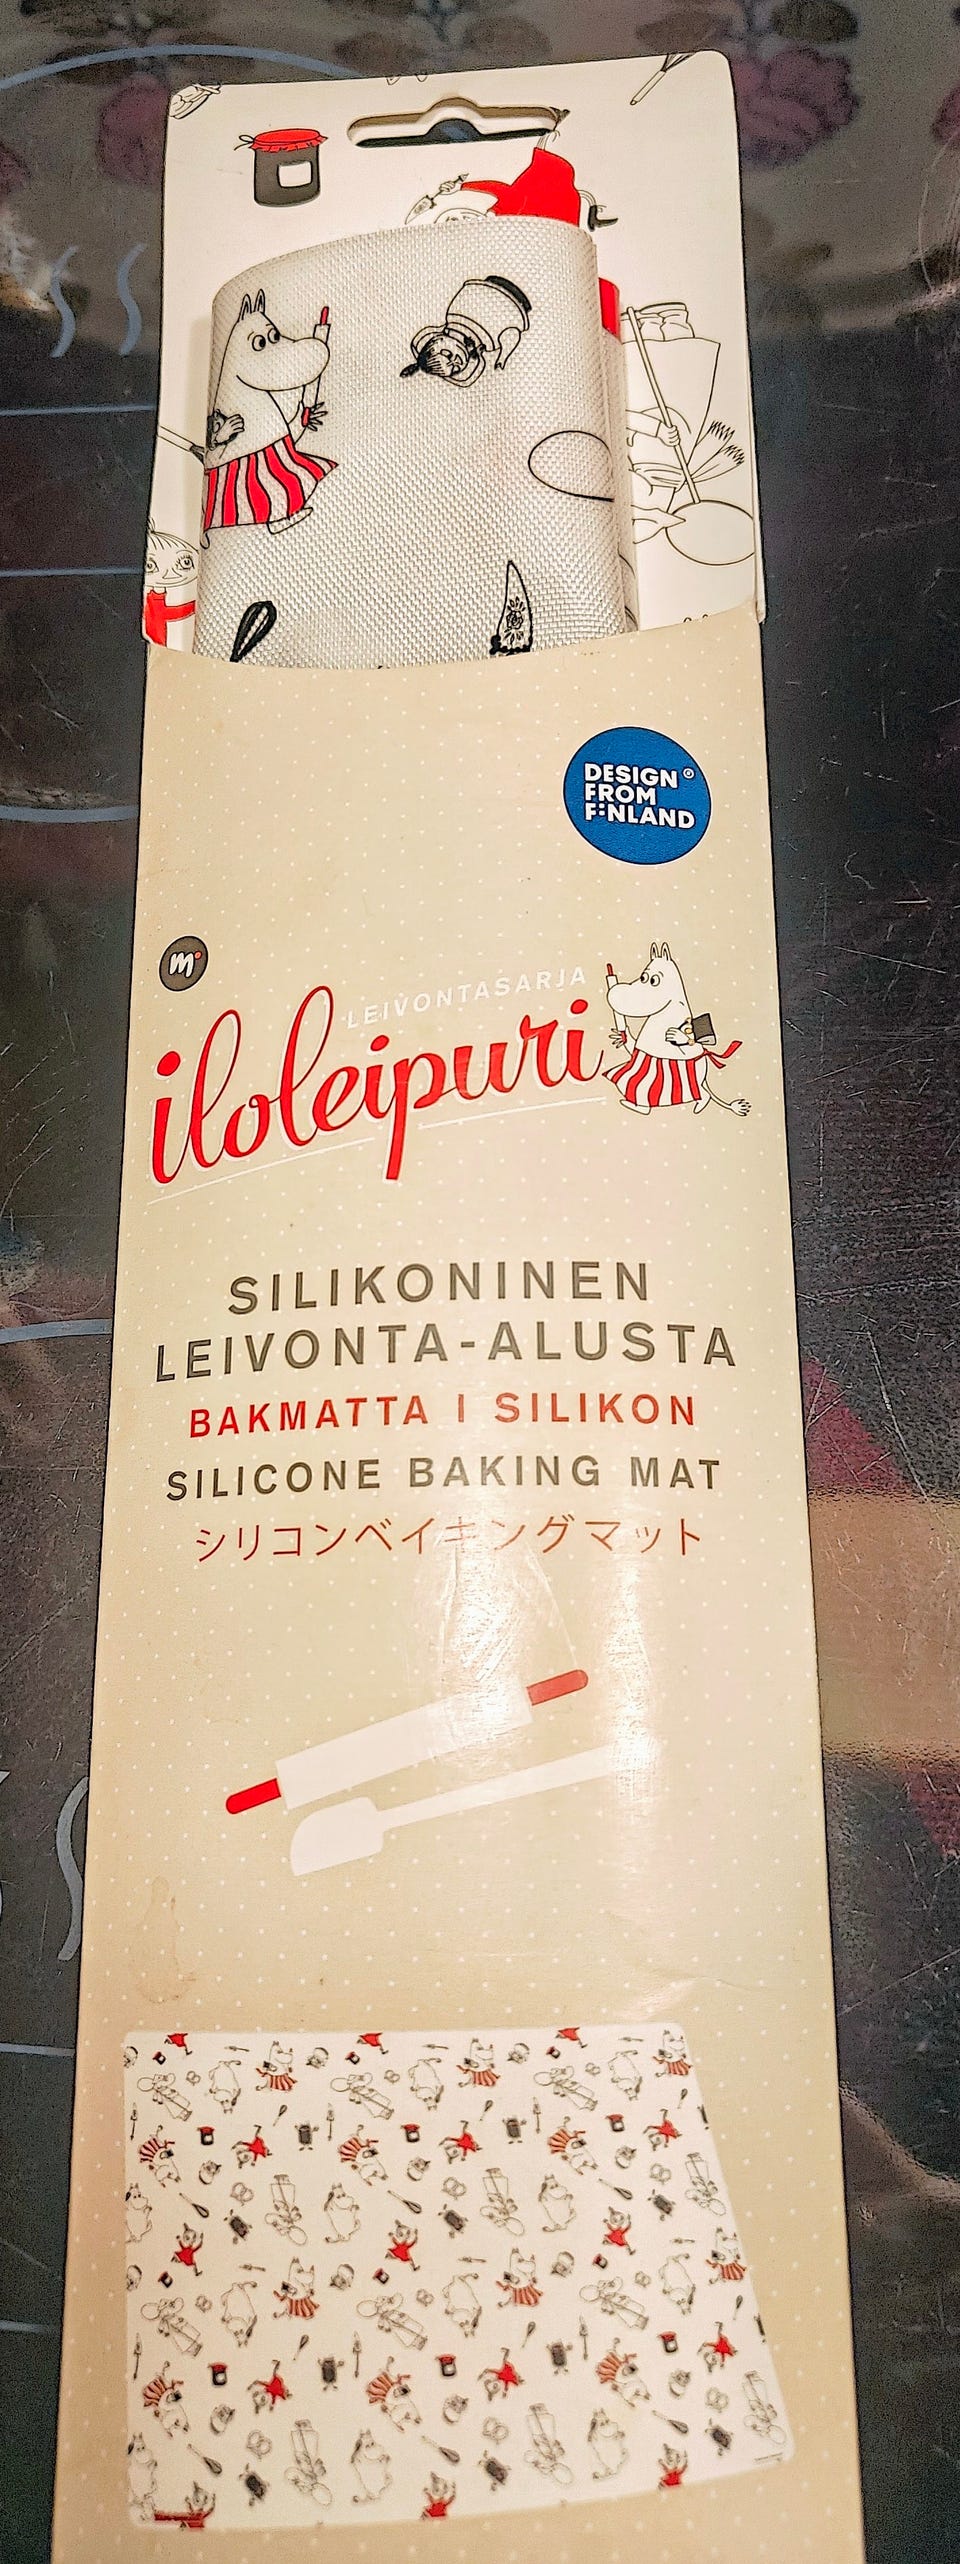 DESIGN ®
FROM
FINLAND
m
LEIVONTASARJA
iloleipuri
SILIKONINEN
LEIVONTA-ALUSTA
BAKMATTA I SILIKON
SILICONE BAKING MAT
シリコンベイキングマット